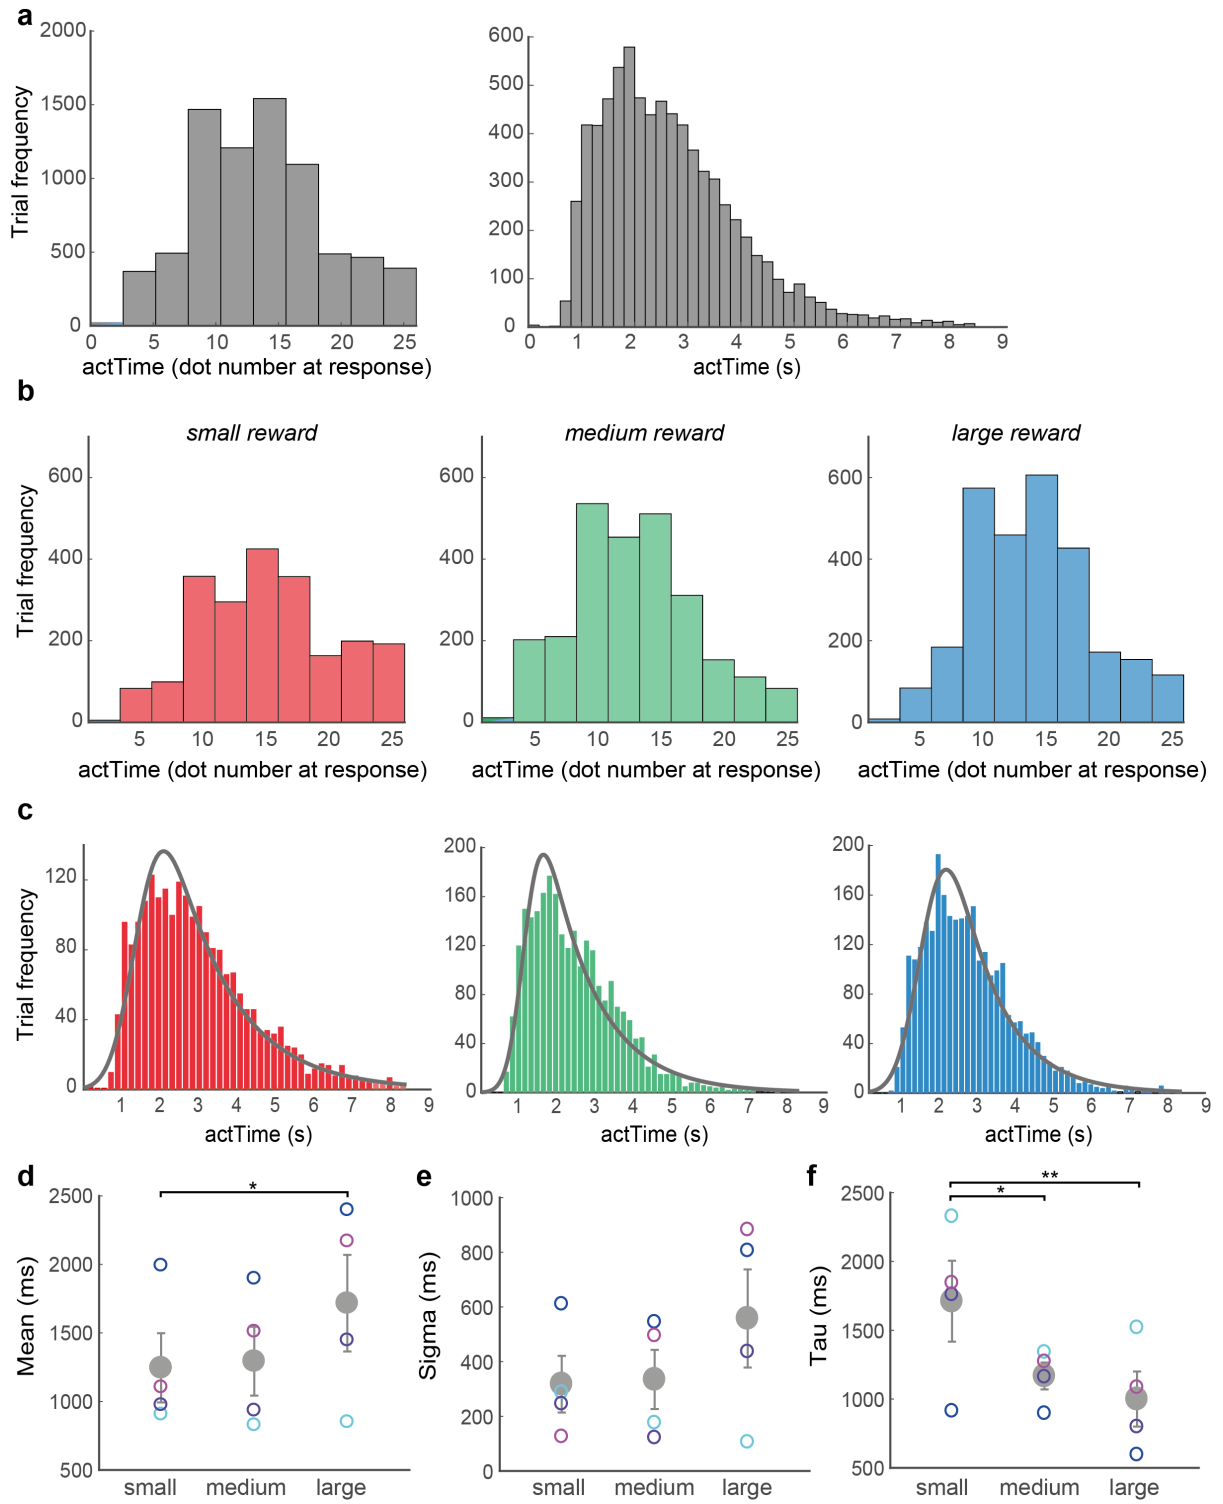 a
2000
1500
1000
500
0
Trial frequency
0 5 10 15 20 25
actTime (dot number at response)
600
500
400
300
200
100
0
0 1 2 3 4 5 6 7 8 9
actTime (s)
b
small reward
600
400
200
0
Trial frequency
5 10 15 20 25
actTime (dot number at response)
medium reward
600
400
200
0
5 10 15 20 25
actTime (dot number at response)
large reward
600
400
200
0
5 10 15 20 25
actTime (dot number at response)
c
120
80
40
0
Trial frequency
1 2 3 4 5 6 7 8 9
actTime (s)
200
160
120
80
40
0
1 2 3 4 5 6 7 8 9
actTime (s)
200
160
120
80
40
0
1 2 3 4 5 6 7 8 9
actTime (s)
d
2500
2000
1500
1000
500
Mean (ms)
*
small medium large
e
1000
800
600
400
200
0
Sigma (ms)
small medium large
f
2500
2000
1500
1000
500
Tau (ms)
**
*
small medium large